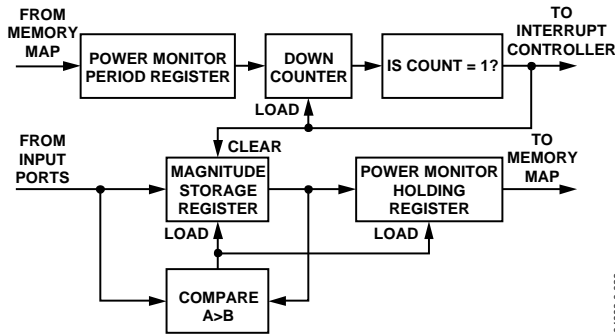 FROM
MEMORY
MAP
POWER MONITOR
PERIOD REGISTER
DOWN
COUNTER
IS COUNT = 1?
TO
INTERRUPT
CONTROLLER
LOAD
FROM
INPUT
PORTS
CLEAR
MAGNITUDE
STORAGE
REGISTER
POWER MONITOR
HOLDING
REGISTER
TO
MEMORY
MAP
LOAD
LOAD
COMPARE
A>B